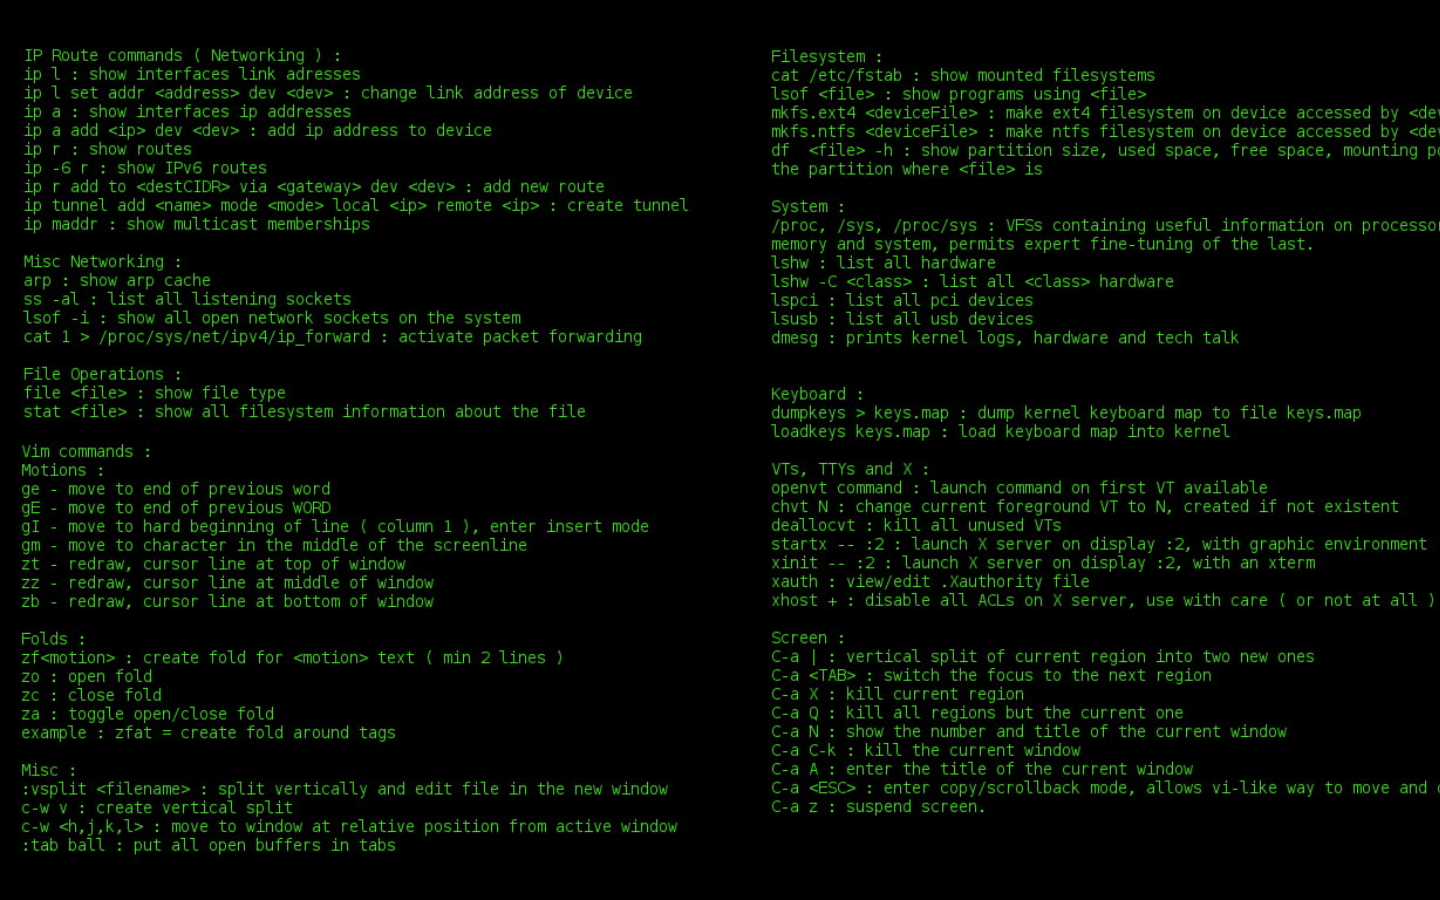 IP Route commands ( Networking ) :
ip l : show interfaces link adresses
ip l set addr <address> dev <dev> : change link address of device
ip a : show interfaces ip addresses
ip a add <ip> dev <dev> : add ip address to device
ip r : show routes
ip -6 r : show IPv6 routes
ip r add to <destCIDR> via <gateway> dev <dev> : add new route
ip tunnel add <name> mode <mode> local <ip> remote <ip> : create tunnel
ip maddr : show multicast memberships

Misc Networking :
arp : show arp cache
ss -al : list all listening sockets
lsof -i : show all open network sockets on the system
cat 1 > /proc/sys/net/ipv4/ip_forward : activate packet forwarding

File Operations :
file <file> : show file type
stat <file> : show all filesystem information about the file

Vim commands :
Motions :
ge - move to end of previous word
gE - move to end of previous WORD
gI - move to hard beginning of line ( column 1 ), enter insert mode
gm - move to character in the middle of the screenline
zt - redraw, cursor line at top of window
zz - redraw, cursor line at middle of window
zb - redraw, cursor line at bottom of window

Folds :
zf<motion> : create fold for <motion> text ( min 2 lines )
zo : open fold
zc : close fold
za : toggle open/close fold
example : zfat = create fold around tags

Misc :
:vsplit <filename> : split vertically and edit file in the new window
c-w v : create vertical split
c-w <h,j,k,l> : move to window at relative position from active window
:tab ball : put all open buffers in tabs

Filesystem :
cat /etc/fstab : show mounted filesystems
lsof <file> : show programs using <file>
mkfs.ext4 <deviceFile> : make ext4 filesystem on device accessed by <dev
mkfs.ntfs <deviceFile> : make ntfs filesystem on device accessed by <dev
df  <file> -h : show partition size, used space, free space, mounting po
the partition where <file> is

System :
/proc, /sys, /proc/sys : VFSs containing useful information on processor
memory and system, permits expert fine-tuning of the last.
lshw : list all hardware
lshw -C <class> : list all <class> hardware
lspci : list all pci devices
lsusb : list all usb devices
dmesg : prints kernel logs, hardware and tech talk

Keyboard :
dumpkeys > keys.map : dump kernel keyboard map to file keys.map
loadkeys keys.map : load keyboard map into kernel

VTs, TTYs and X :
openvt command : launch command on first VT available
chvt N : change current foreground VT to N, created if not existent
deallocvt : kill all unused VTs
startx -- :2 : launch X server on display :2, with graphic environment
xinit -- :2 : launch X server on display :2, with an xterm
xauth : view/edit .Xauthority file
xhost + : disable all ACLs on X server, use with care ( or not at all )

Screen :
C-a | : vertical split of current region into two new ones
C-a <TAB> : switch the focus to the next region
C-a X : kill current region
C-a Q : kill all regions but the current one
C-a N : show the number and title of the current window
C-a C-k : kill the current window
C-a A : enter the title of the current window
C-a <ESC> : enter copy/scrollback mode, allows vi-like way to move and
C-a z : suspend screen.